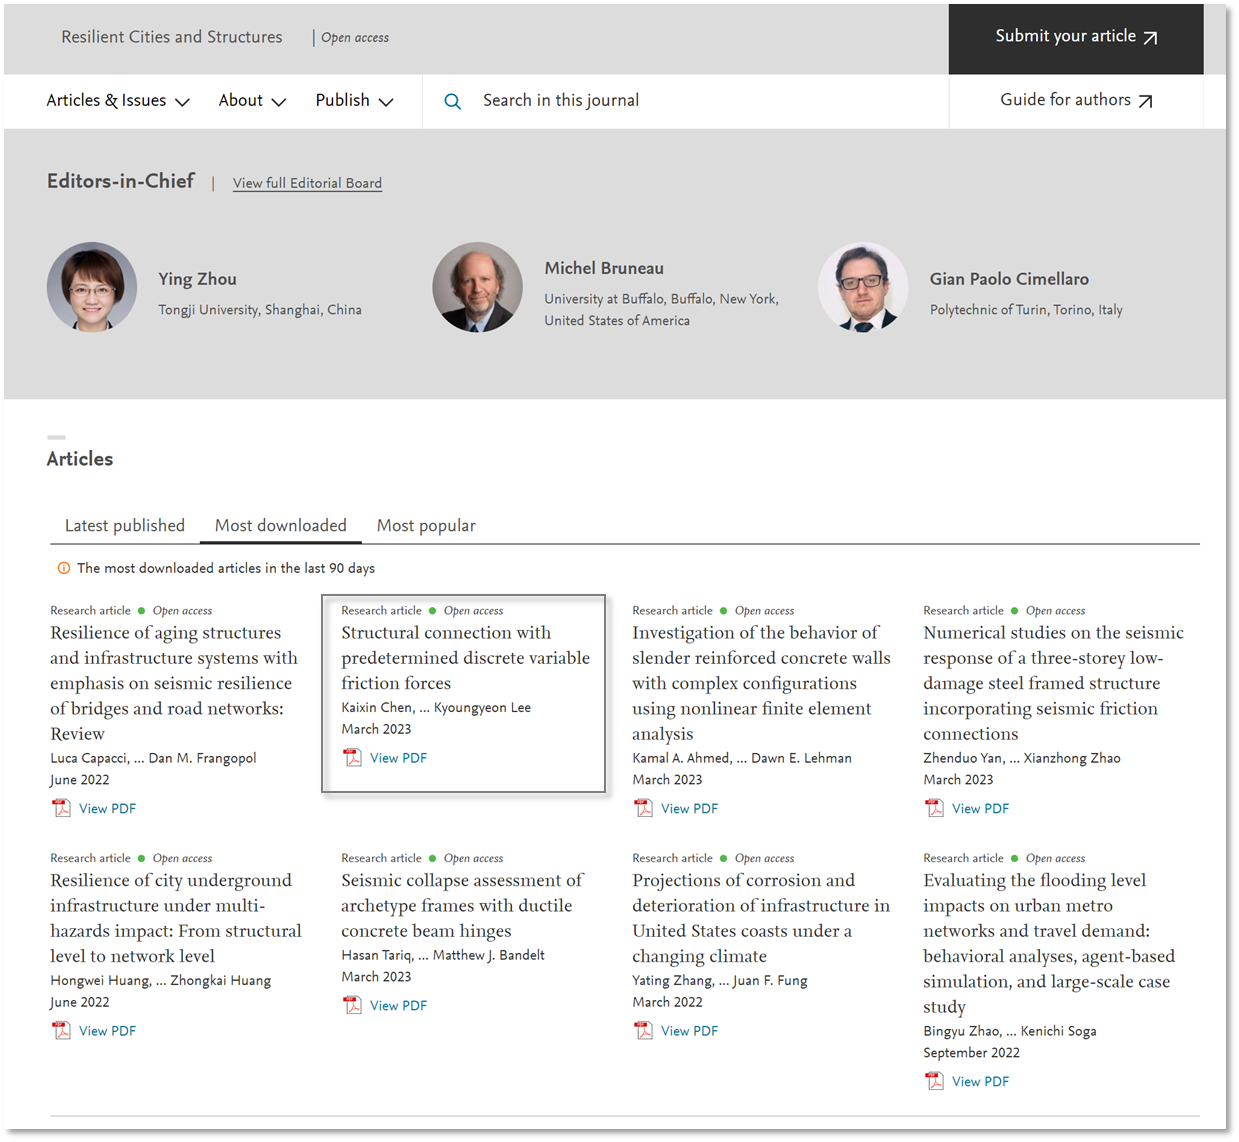 Resilient Cities and Structures | Open access
Submit your article
Articles & Issues About Publish Search in this journal Guide for authors
Editors-in-Chief | View full Editorial Board
Ying Zhou
Tongji University, Shanghai, China
Michel Bruneau
University at Buffalo, Buffalo, New York,
United States of America
Gian Paolo Cimellaro
Polytechnic of Turin, Torino, Italy
Articles
Latest published Most downloaded Most popular
The most downloaded articles in the last 90 days
Research article Open access
Resilience of aging structures
and infrastructure systems with
emphasis on seismic resilience
of bridges and road networks:
Review
Luca Capacci, ... Dan M. Frangopol
June 2022
PDF View PDF
Research article Open access
Structural connection with
predetermined discrete variable
friction forces
Kaixin Chen, ... Kyoungyeon Lee
March 2023
PDF View PDF
Research article Open access
Investigation of the behavior of
slender reinforced concrete walls
with complex configurations
using nonlinear finite element
analysis
Kamal A. Ahmed, ... Dawn E. Lehman
March 2023
PDF View PDF
Research article Open access
Numerical studies on the seismic
response of a three-storey low-
damage steel framed structure
incorporating seismic friction
connections
Zhenduo Yan, ... Xianzhong Zhao
March 2023
PDF View PDF
Research article Open access
Resilience of city underground
infrastructure under multi-
hazards impact: From structural
level to network level
Hongwei Huang, ... Zhongkai Huang
June 2022
PDF View PDF
Research article Open access
Seismic collapse assessment of
archetype frames with ductile
concrete beam hinges
Hasan Tariq, ... Matthew J. Bandelt
March 2023
PDF View PDF
Research article Open access
Projections of corrosion and
deterioration of infrastructure in
United States coasts under a
changing climate
Yating Zhang, ... Juan F. Fung
March 2022
PDF View PDF
Research article Open access
Evaluating the flooding level
impacts on urban metro
networks and travel demand:
behavioral analyses, agent-based
simulation, and large-scale case
study
Bingyu Zhao, ... Kenichi Soga
September 2022
PDF View PDF